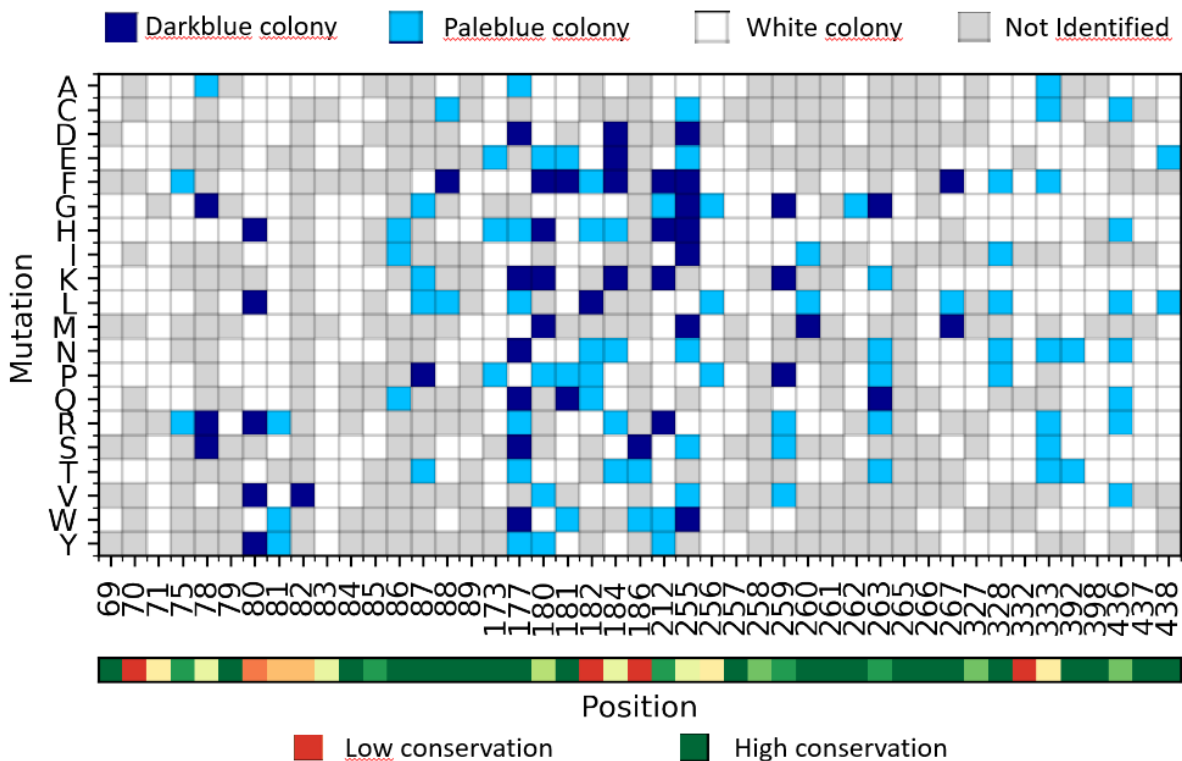 Darkblue colony Paleblue colony White colony Not Identified
Mutation
A
C
D
E
F
G
H
I
K
L
M
N
P
Q
R
S
T
V
W
Y
69 70 71 75 78 79 80 81 82 83 84 85 86 87 88 89 173 177 180 181 182 184 186 212 255 256 257 258 259 260 261 262 263 265 266 267 327 328 332 333 392 398 436 437 438
Position
Low conservation High conservation